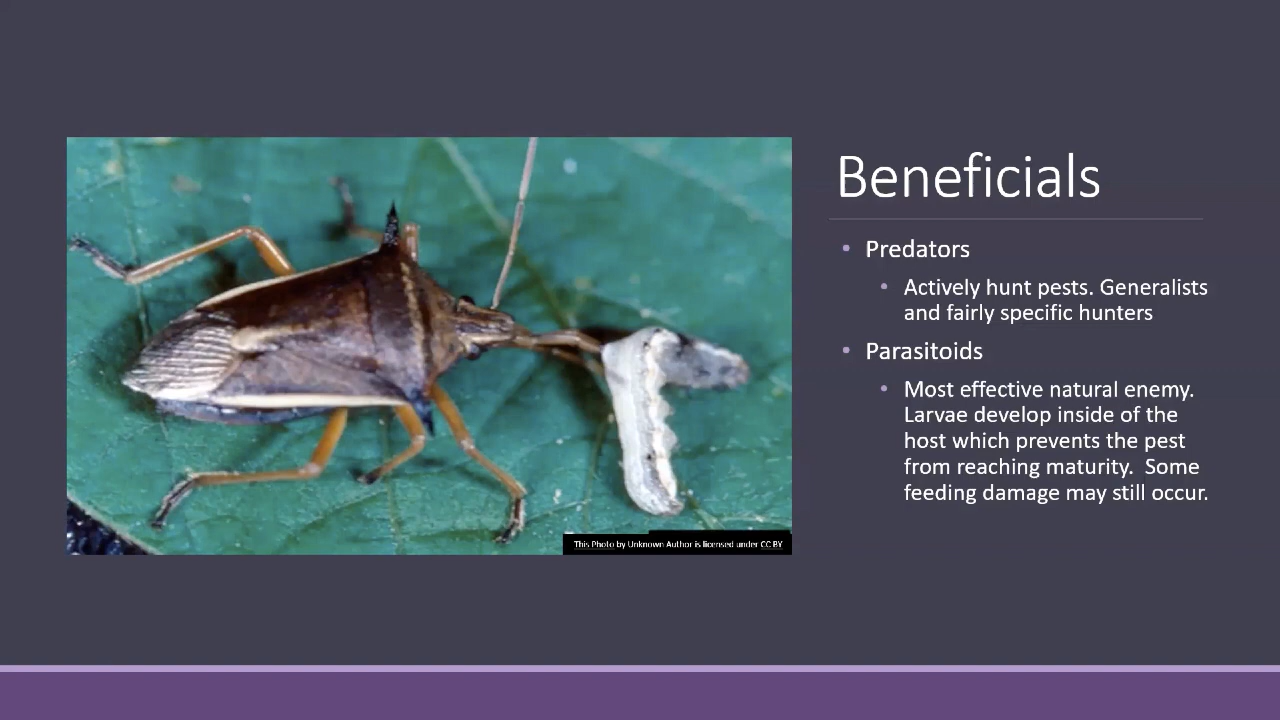 Beneficials
• Predators
• Actively hunt pests. Generalists
and fairly specific hunters
• Parasitoids
• Most effective natural enemy.
Larvae develop inside of the
host which prevents the pest
from reaching maturity.  Some
feeding damage may still occur.
This Photo by Unknown Author is licensed under CC BY